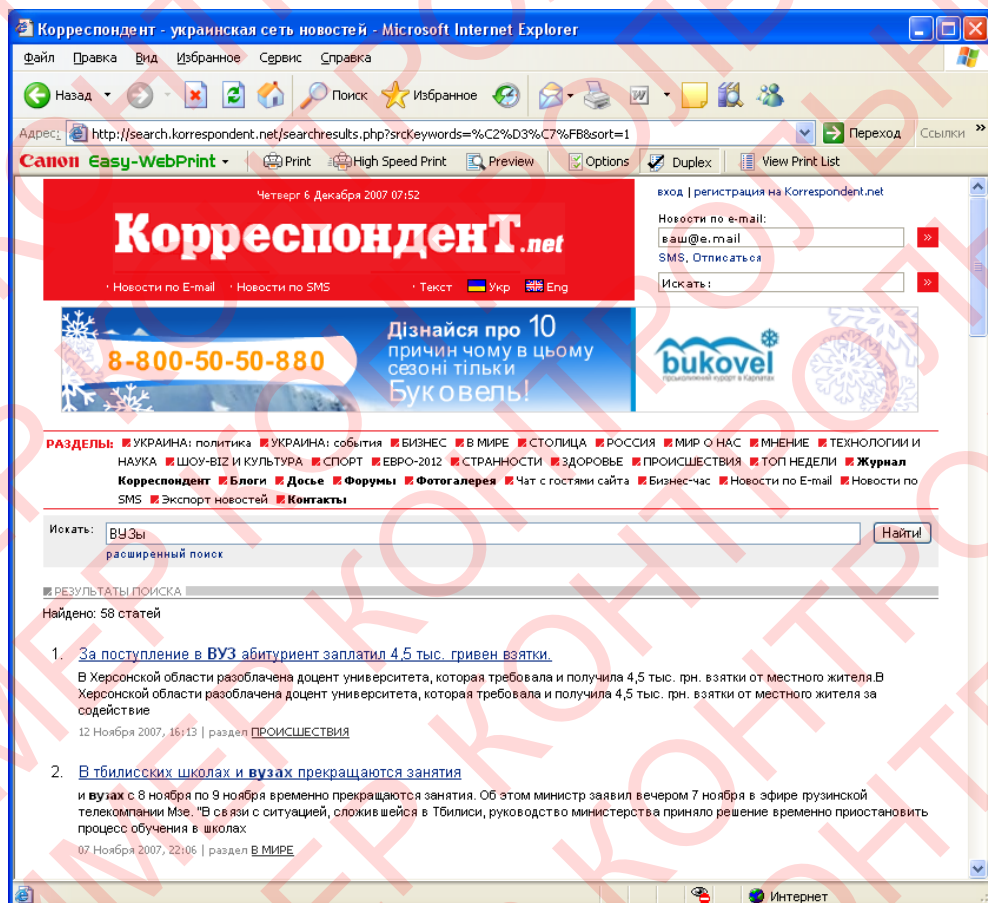 Корреспондент - украинская сеть новостей - Microsoft Internet Explorer
Файл Правка Вид Избранное Сервис Справка
Назад Поиск Избранное
Адрес: http://search.korrespondent.net/searchresults.php?srcKeywords=%C2%D3%C7%FB&sort=1 Переход Ссылки »
Canon Easy-WebPrint Print High Speed Print Preview Options Duplex View Print List
Четверг 6 Декабря 2007 07:52
КорреспонденТ.net
· Новости по E-mail · Новости по SMS · Текст Укр Eng
вход | регистрация на Korrespondent.net
Новости по e-mail:
ваш@e.mail »
SMS, Отписаться
Искать: »
8-800-50-50-880
Дізнайся про 10
причин чому в цьому
сезоні тільки
Буковель!
bukovel
гірськолижний курорт в Карпатах
РАЗДЕЛЫ: УКРАИНА: политика УКРАИНА: события БИЗНЕС В МИРЕ СТОЛИЦА РОССИЯ МИР О НАС МНЕНИЕ ТЕХНОЛОГИИ И
НАУКА ШОУ-BIZ И КУЛЬТУРА СПОРТ ЕВРО-2012 СТРАННОСТИ ЗДОРОВЬЕ ПРОИСШЕСТВИЯ ТОП НЕДЕЛИ Журнал
Корреспондент Блоги Досье Форумы Фотогалерея Чат с гостями сайта Бизнес-час Новости по E-mail Новости по
SMS Экспорт новостей Контакты
Искать: ВУЗы Найти!
расширенный поиск
РЕЗУЛЬТАТЫ ПОИСКА
Найдено: 58 статей
1. За поступление в ВУЗ абитуриент заплатил 4,5 тыс. гривен взятки.
В Херсонской области разоблачена доцент университета, которая требовала и получила 4,5 тыс. грн. взятки от местного жителя.В
Херсонской области разоблачена доцент университета, которая требовала и получила 4,5 тыс. грн. взятки от местного жителя за
содействие
12 Ноября 2007, 16:13 | раздел ПРОИСШЕСТВИЯ
2. В тбилисских школах и вузах прекращаются занятия
и вузах с 8 ноября по 9 ноября временно прекращаются занятия. Об этом министр заявил вечером 7 ноября в эфире грузинской
телекомпании Мзе. "В связи с ситуацией, сложившейся в Тбилиси, руководство министерства приняло решение временно приостановить
процесс обучения в школах
07 Ноября 2007, 22:06 | раздел В МИРЕ
Интернет